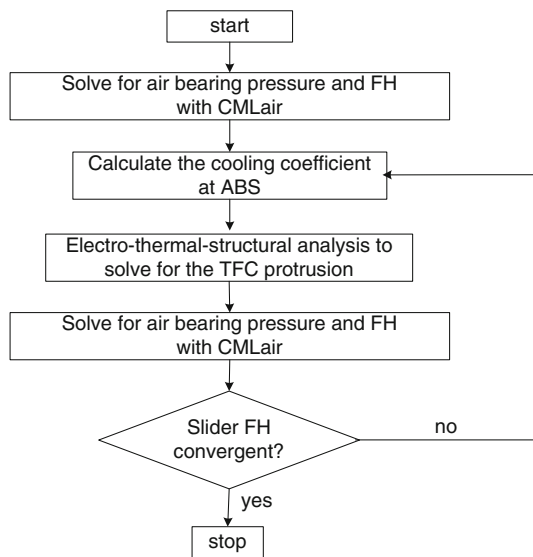 start
Solve for air bearing pressure and FH
with CMLair
Calculate the cooling coefficient
at ABS
Electro-thermal-structural analysis to
solve for the TFC protrusion
Solve for air bearing pressure and FH
with CMLair
Slider FH
convergent?
no
yes
stop